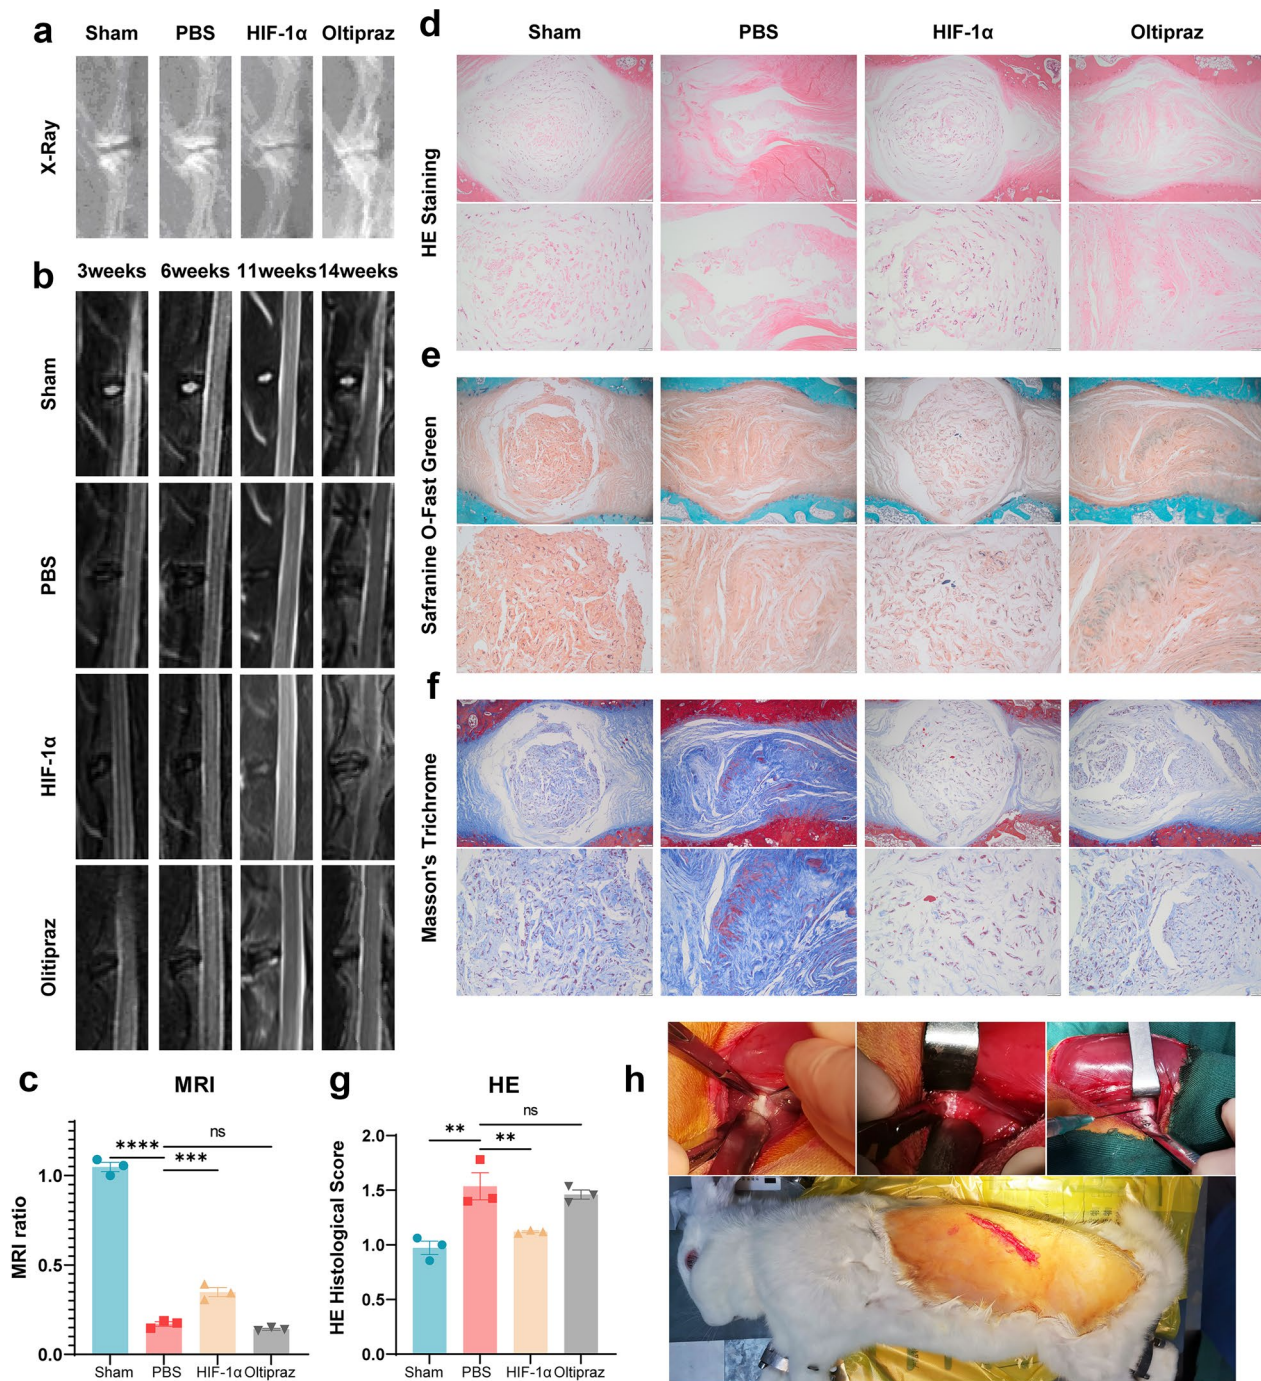 a
Sham PBS HIF-1α Oltipraz
X-Ray
b
3weeks 6weeks 11weeks 14weeks
Sham
PBS
HIF-1α
Olitipraz
c
MRI
****
ns
***
MRI ratio
1.0
0.5
0.0
Sham PBS HIF-1α Oltipraz
d
Sham PBS HIF-1α Oltipraz
HE Staining
e
Safranine O-Fast Green
f
Masson's Trichrome
g
HE
ns
** **
HE Histological Score
2.0
1.5
1.0
0.5
0.0
Sham PBS HIF-1α Oltipraz
h